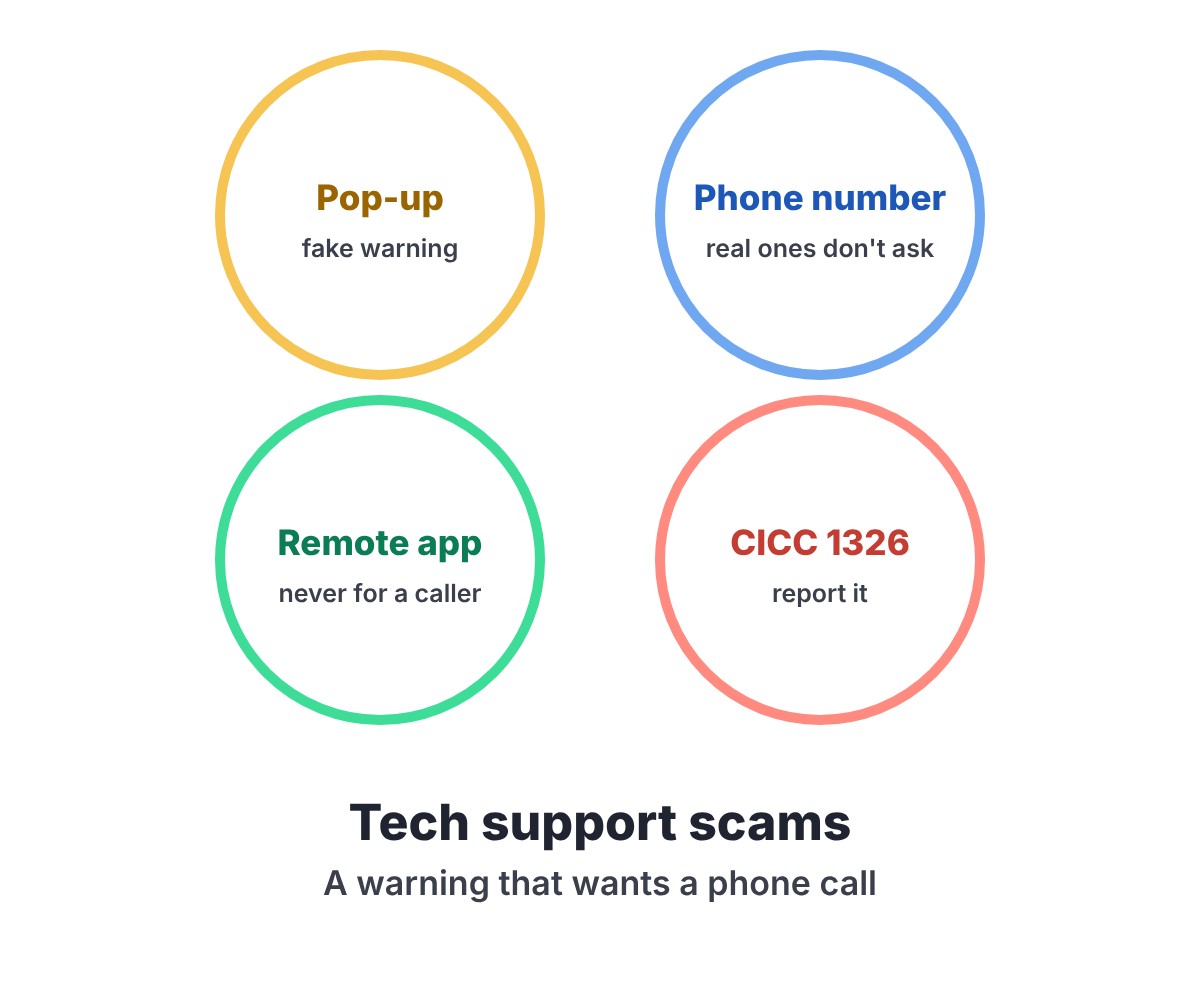 Pop-up
fake warning
Phone number
real ones don't ask
Remote app
never for a caller
CICC 1326
report it
Tech support scams
A warning that wants a phone call